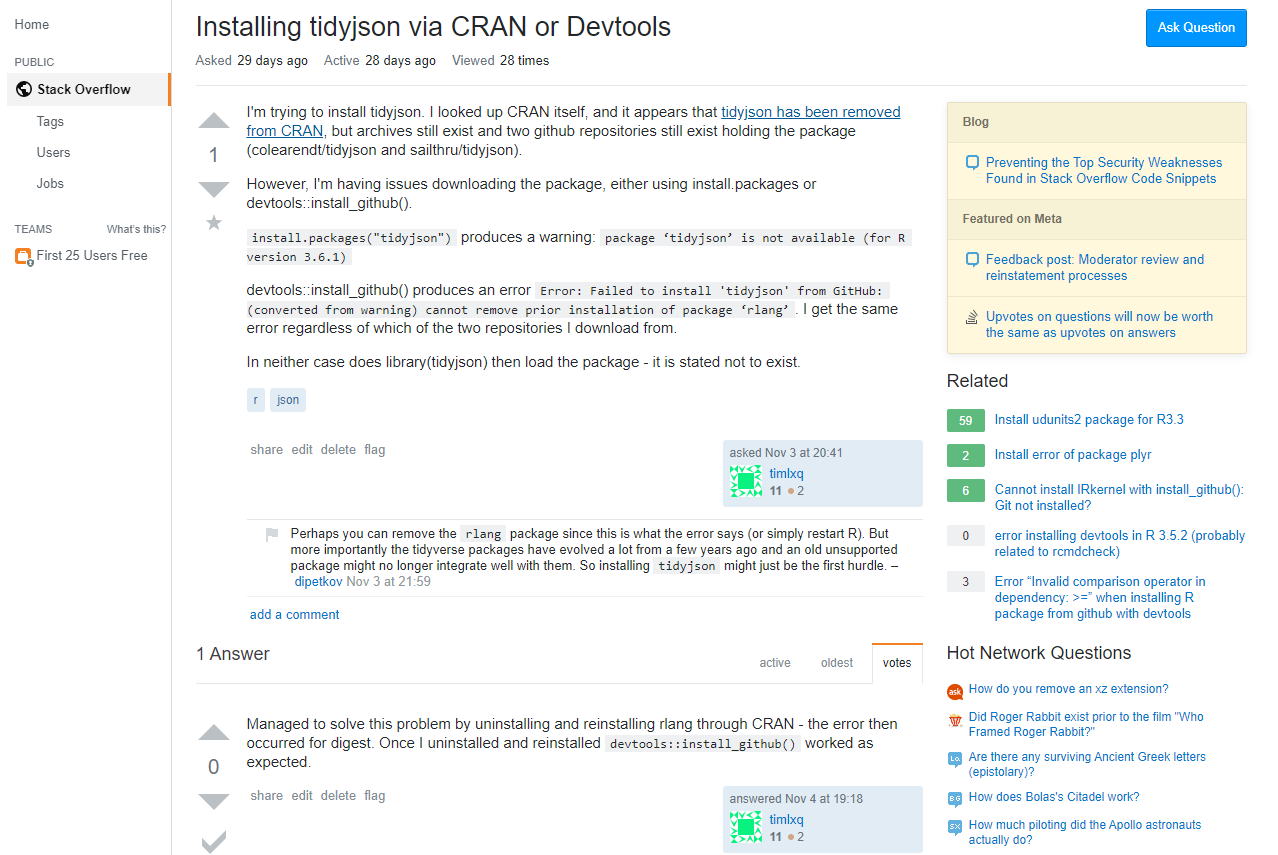 Home
PUBLIC
Stack Overflow
Tags
Users
Jobs
TEAMS What's this?
First 25 Users Free
Installing tidyjson via CRAN or Devtools
Ask Question
Asked 29 days ago Active 28 days ago Viewed 28 times
1
I'm trying to install tidyjson. I looked up CRAN itself, and it appears that tidyjson has been removed
from CRAN, but archives still exist and two github repositories still exist holding the package
(colearendt/tidyjson and sailthru/tidyjson).
However, I'm having issues downloading the package, either using install.packages or
devtools::install_github().
install.packages("tidyjson") produces a warning: package ‘tidyjson’ is not available (for R
version 3.6.1)
devtools::install_github() produces an error Error: Failed to install 'tidyjson' from GitHub:
(converted from warning) cannot remove prior installation of package ‘rlang’ . I get the same
error regardless of which of the two repositories I download from.
In neither case does library(tidyjson) then load the package - it is stated not to exist.
r json
share edit delete flag
asked Nov 3 at 20:41
timlxq
11 2
Perhaps you can remove the rlang package since this is what the error says (or simply restart R). But
more importantly the tidyverse packages have evolved a lot from a few years ago and an old unsupported
package might no longer integrate well with them. So installing tidyjson might just be the first hurdle. –
dipetkov Nov 3 at 21:59
add a comment
1 Answer
active oldest votes
0
Managed to solve this problem by uninstalling and reinstalling rlang through CRAN - the error then
occurred for digest. Once I uninstalled and reinstalled devtools::install_github() worked as
expected.
share edit delete flag
answered Nov 4 at 19:18
timlxq
11 2
Blog
Preventing the Top Security Weaknesses
Found in Stack Overflow Code Snippets
Featured on Meta
Feedback post: Moderator review and
reinstatement processes
Upvotes on questions will now be worth
the same as upvotes on answers
Related
59 Install udunits2 package for R3.3
2 Install error of package plyr
6 Cannot install IRkernel with install_github():
Git not installed?
0 error installing devtools in R 3.5.2 (probably
related to rcmdcheck)
3 Error “Invalid comparison operator in
dependency: >=” when installing R
package from github with devtools
Hot Network Questions
ask How do you remove an xz extension?
Did Roger Rabbit exist prior to the film "Who
Framed Roger Rabbit?"
La Are there any surviving Ancient Greek letters
(epistolary)?
BG How does Bolas's Citadel work?
SX How much piloting did the Apollo astronauts
actually do?